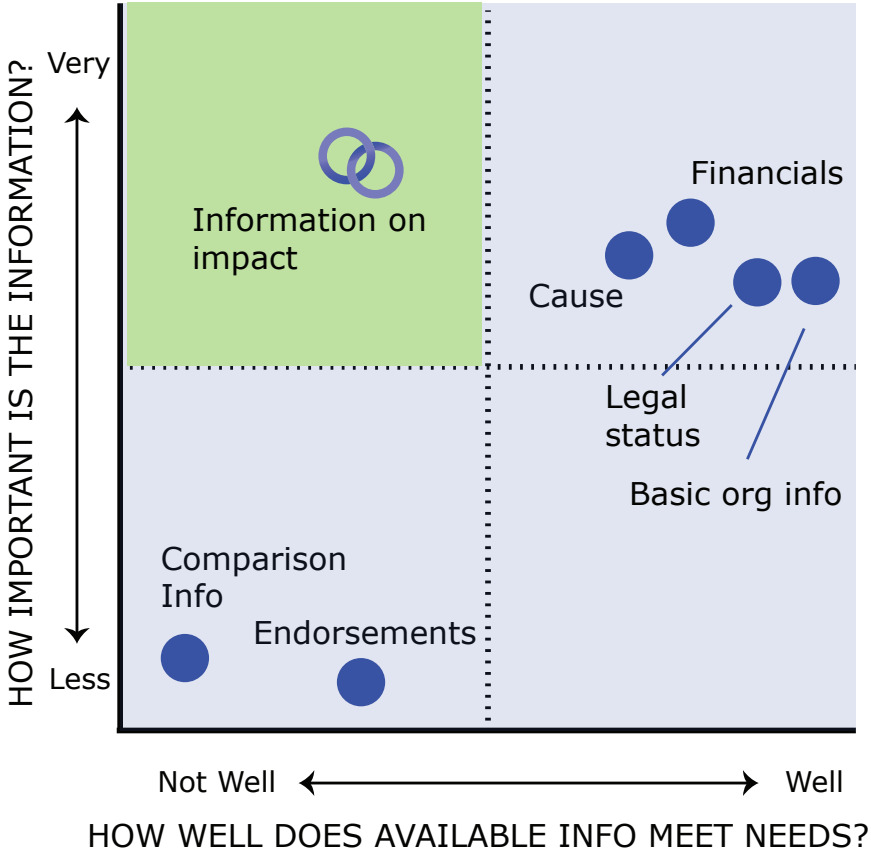 HOW IMPORTANT IS THE INFORMATION?
Very
Less
Information on
impact
Financials
Cause
Legal
status
Basic org info
Comparison
Info
Endorsements
Not Well
Well
HOW WELL DOES AVAILABLE INFO MEET NEEDS?